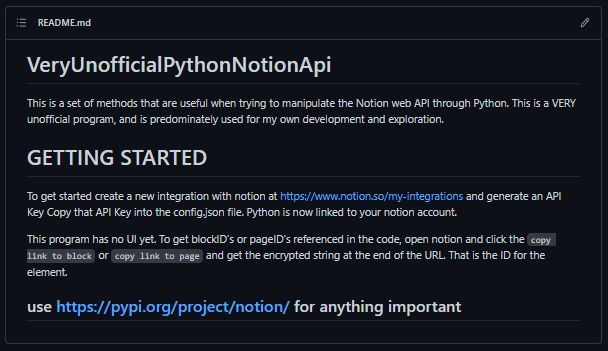 README.md
VeryUnofficialPythonNotionApi
This is a set of methods that are useful when trying to manipulate the Notion web API through Python. This is a VERY
unofficial program, and is predominately used for my own development and exploration.
GETTING STARTED
To get started create a new integration with notion at https://www.notion.so/my-integrations and generate an API
Key Copy that API Key into the config.json file. Python is now linked to your notion account.
This program has no UI yet. To get blockID's or pageID's referenced in the code, open notion and click the copy
link to block or copy link to page and get the encrypted string at the end of the URL. That is the ID for the
element.
use https://pypi.org/project/notion/ for anything important